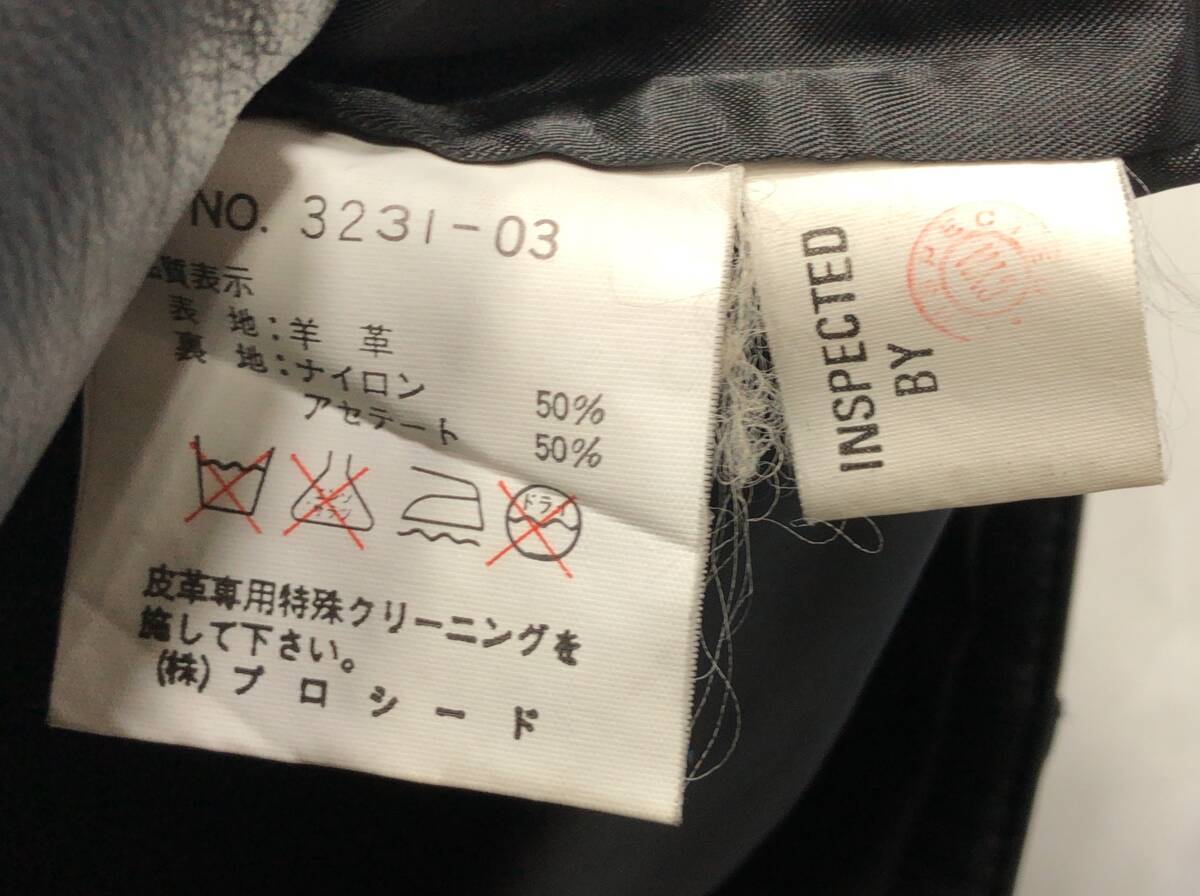 NO. 3231-03
質表示
表 地:羊 革
裏 地:ナイロン 50%
アセテート 50%
ドライ
皮革専用特殊クリーニングを
施して下さい。
(株)プロシード
INSPECTED
BY